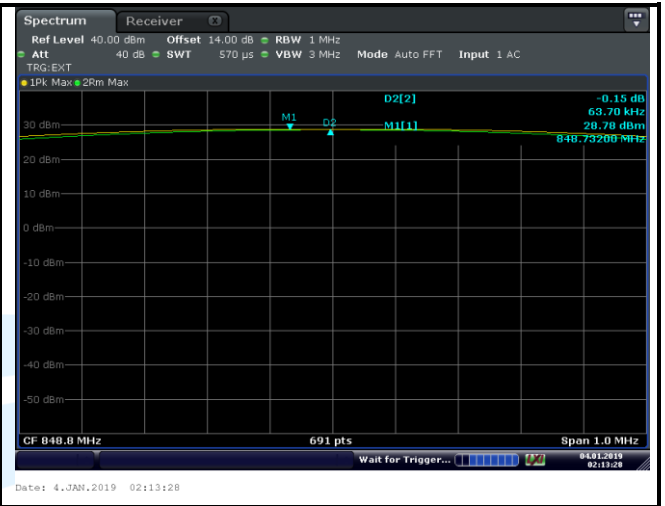 Spectrum Receiver
Ref Level 40.00 dBm Offset 14.00 dB RBW 1 MHz
Att 40 dB SWT 570 µs VBW 3 MHz Mode Auto FFT Input 1 AC
TRG:EXT
1Pk Max 2Rm Max
D2[2] -0.15 dB
63.70 kHz
M1 D2
30 dBm M1[1] 28.78 dBm
848.73200 MHz
20 dBm
10 dBm
0 dBm
-10 dBm
-20 dBm
-30 dBm
-40 dBm
-50 dBm
CF 848.8 MHz 691 pts Span 1.0 MHz
Wait for Trigger... 04.01.2019
02:13:28
Date: 4.JAN.2019 02:13:28